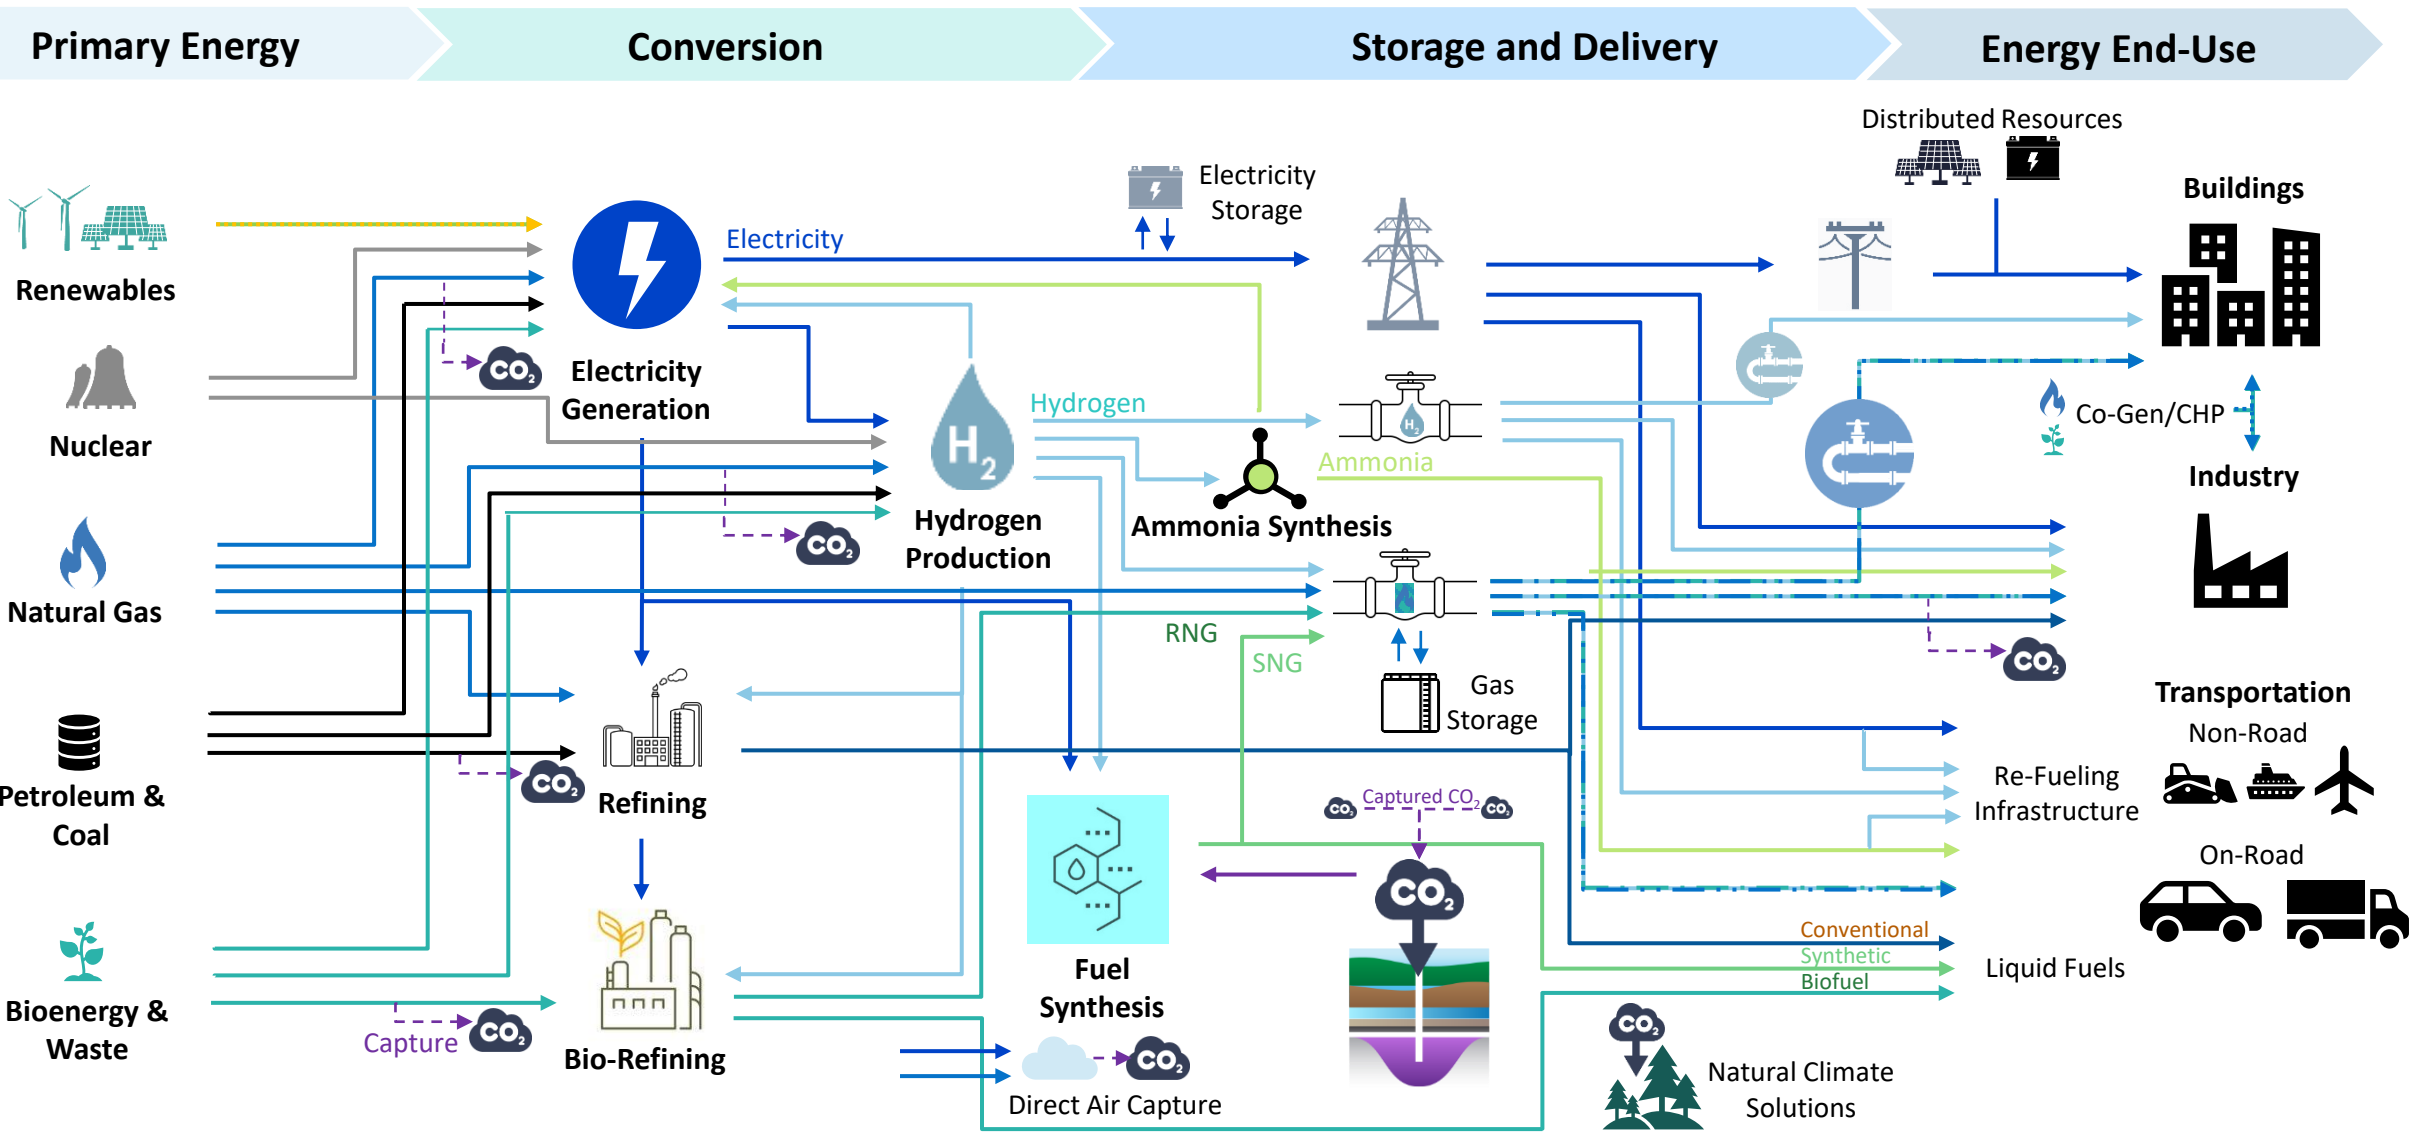 Primary Energy
Conversion
Storage and Delivery
Energy End-Use
Distributed Resources
Electricity
Storage
Buildings
Renewables
Electricity
CO2
Electricity
Generation
Nuclear
Hydrogen
H2
H2
Co-Gen/CHP
Ammonia
Industry
Hydrogen
Production
Ammonia Synthesis
CO2
Natural Gas
RNG
SNG
CO2
Gas
Storage
Transportation
Non-Road
Petroleum &
Coal
CO2
Refining
CO2
Captured CO2
CO2
Re-Fueling
Infrastructure
On-Road
CO2
Conventional
Synthetic
Biofuel
Liquid Fuels
Fuel
Synthesis
Bioenergy &
Waste
Capture
CO2
Bio-Refining
CO2
Direct Air Capture
CO2
Natural Climate
Solutions